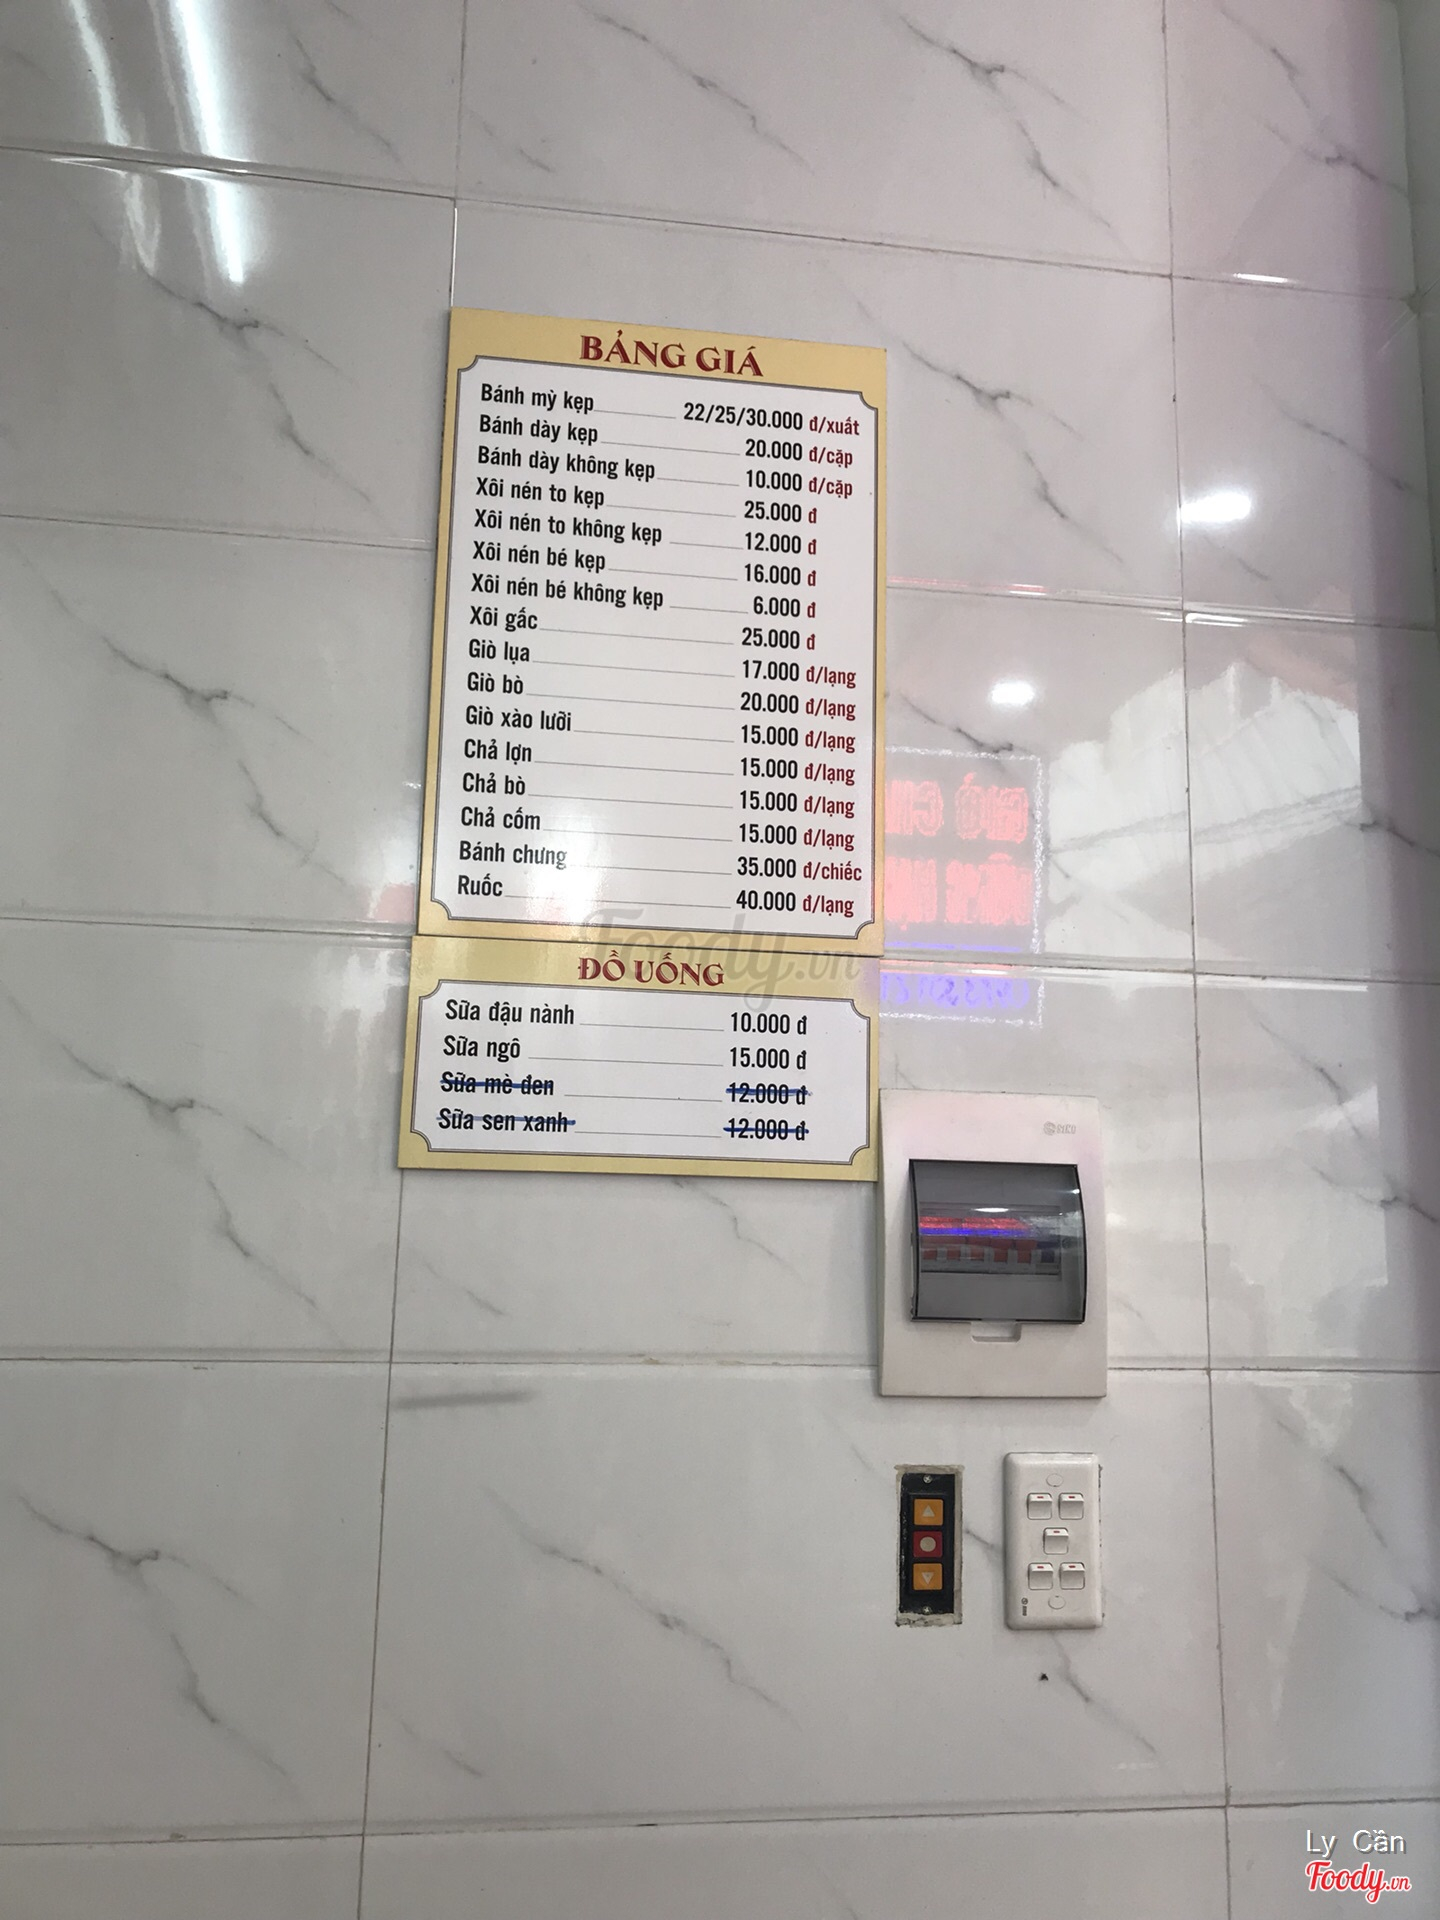 BẢNG GIÁ
Bánh mỳ kẹp 22/25/30.000 đ/xuất
Bánh dày kẹp 20.000 đ/cặp
Bánh dày không kẹp 10.000 đ/cặp
Xôi nén to kẹp 25.000 đ
Xôi nén to không kẹp 12.000 đ
Xôi nén bé kẹp 16.000 đ
Xôi nén bé không kẹp 6.000 đ
Xôi gấc 25.000 đ
Giò lụa 17.000 đ/lạng
Giò bò 20.000 đ/lạng
Giò xào lưỡi 15.000 đ/lạng
Chả lợn 15.000 đ/lạng
Chả bò 15.000 đ/lạng
Chả cốm 15.000 đ/lạng
Bánh chưng 35.000 đ/chiếc
Ruốc 40.000 đ/lạng
Foody.vn
ĐỒ UỐNG
Sữa đậu nành 10.000 đ
Sữa ngô 15.000 đ
Sữa mè đen 12.000 đ
Sữa sen xanh 12.000 đ
Ly Cần
Foody.vn